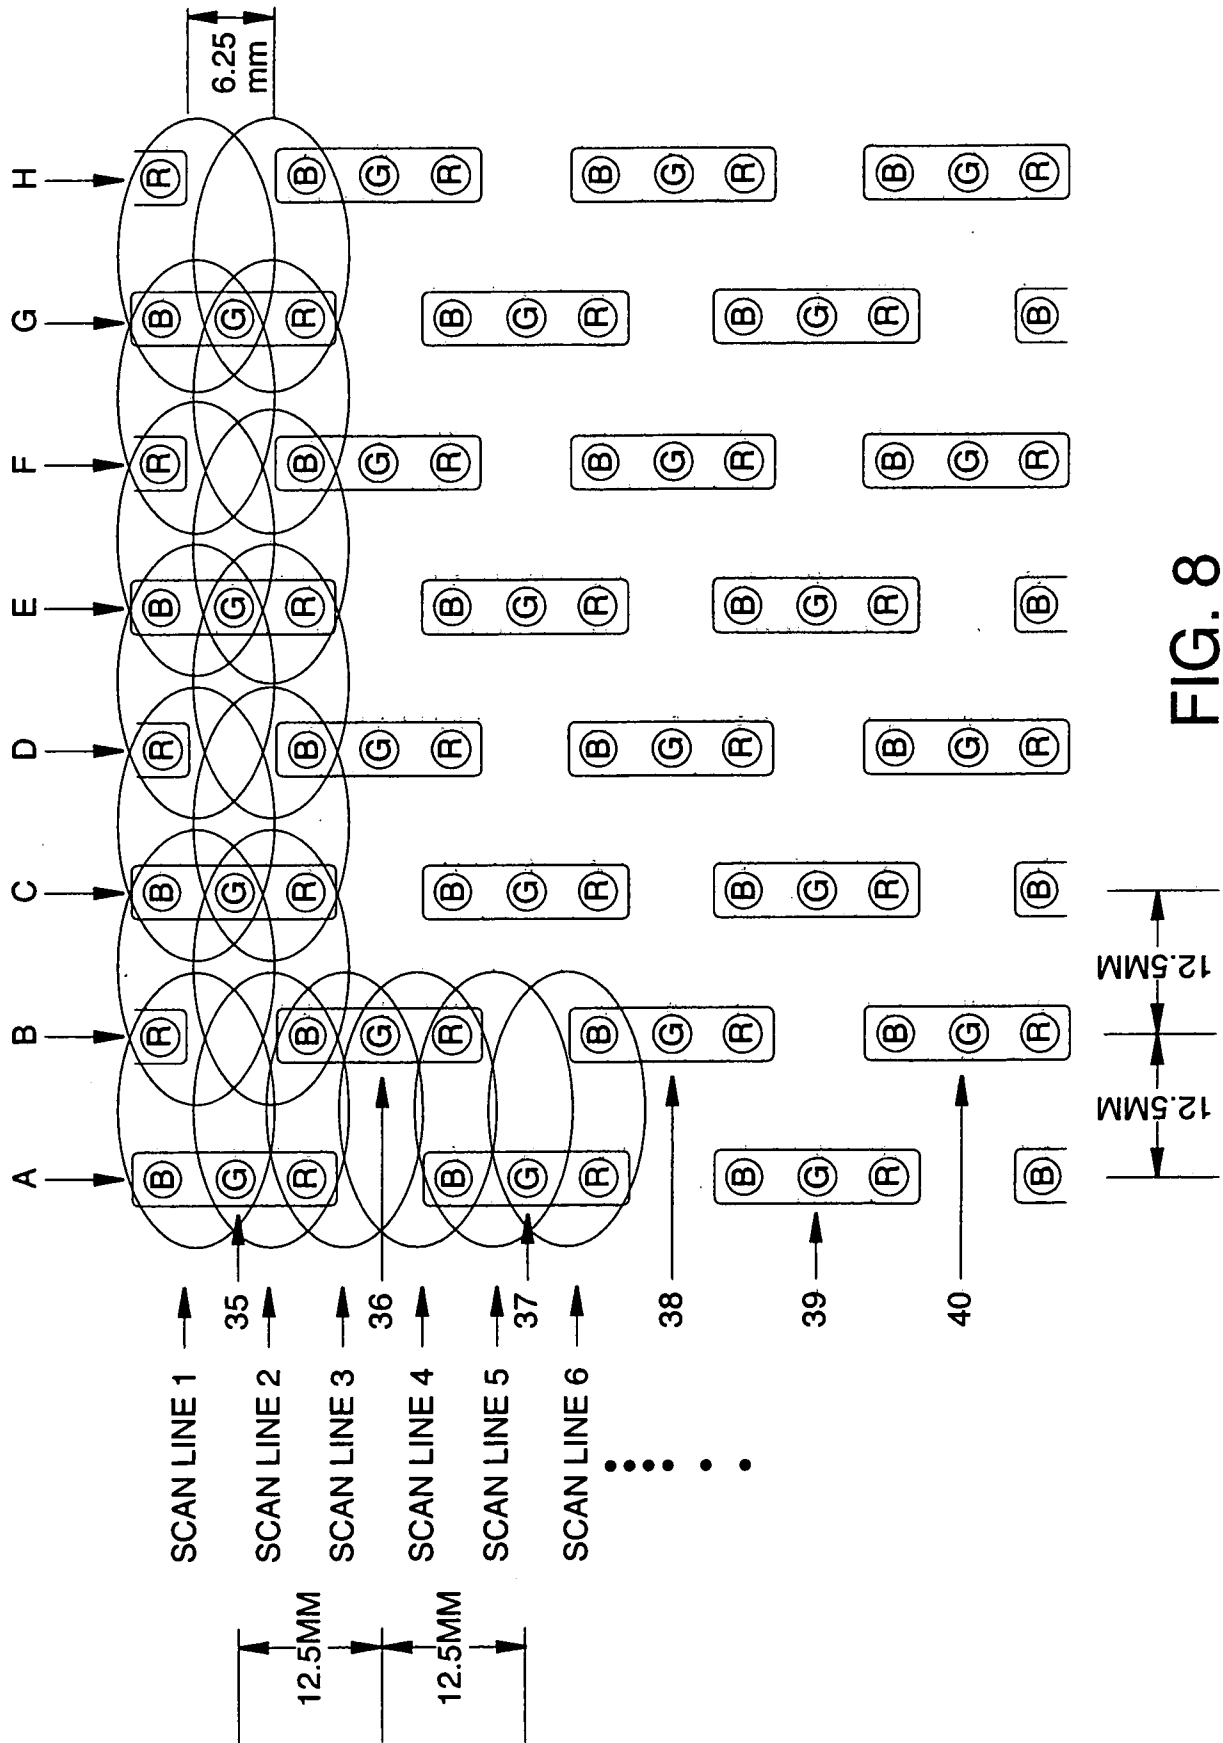 A B C D E F G H
B R B R B R B R
SCAN LINE 1
6.25
mm
35 G G G G
SCAN LINE 2
12.5MM
R B R B R B R B
SCAN LINE 3
36 G G G G
SCAN LINE 4
12.5MM
B R B R B R B R
SCAN LINE 5
37 G G G G
SCAN LINE 6
R B R B R B R B
38 G G G G
B R B R B R B R
39 G G G G
R B R B R B R B
40 G G G G
B R B R B R B R
12.5MM 12.5MM
FIG. 8